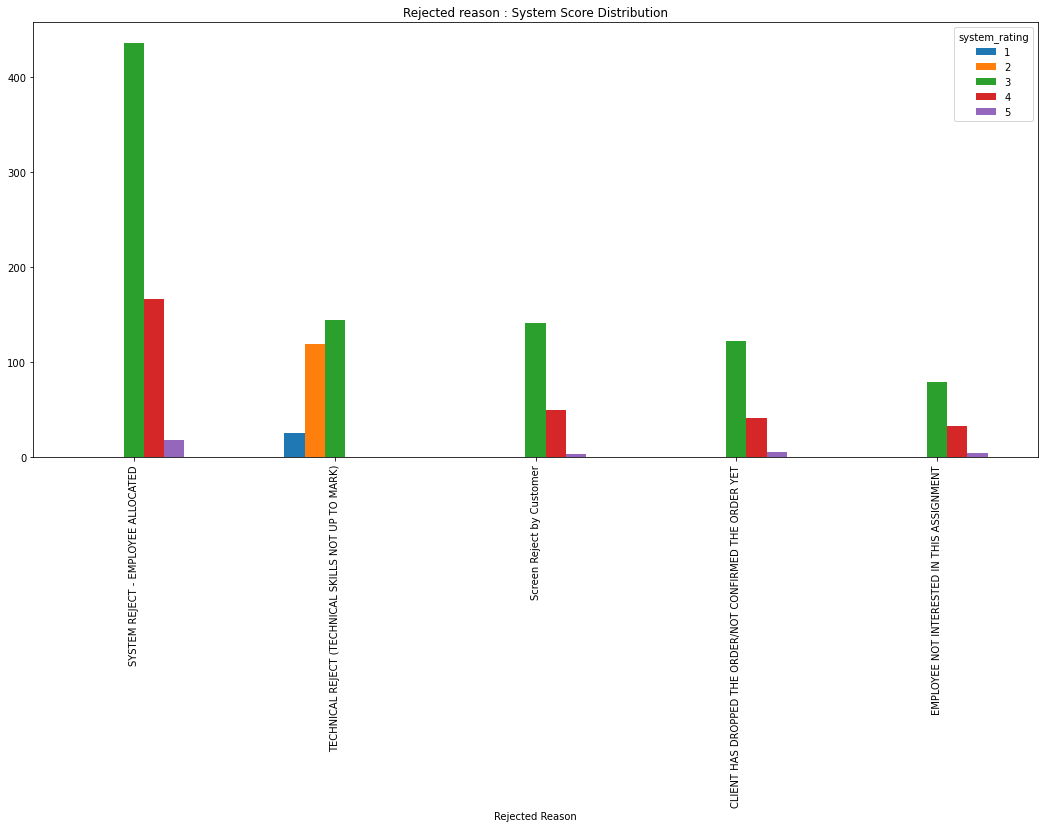 Rejected reason : System Score Distribution
system_rating
1
2
3
4
5
400
300
200
100
0
SYSTEM REJECT - EMPLOYEE ALLOCATED
TECHNICAL REJECT (TECHNICAL SKILLS NOT UP TO MARK)
Screen Reject by Customer
CLIENT HAS DROPPED THE ORDER/NOT CONFIRMED THE ORDER YET
EMPLOYEE NOT INTERESTED IN THIS ASSIGNMENT
Rejected Reason